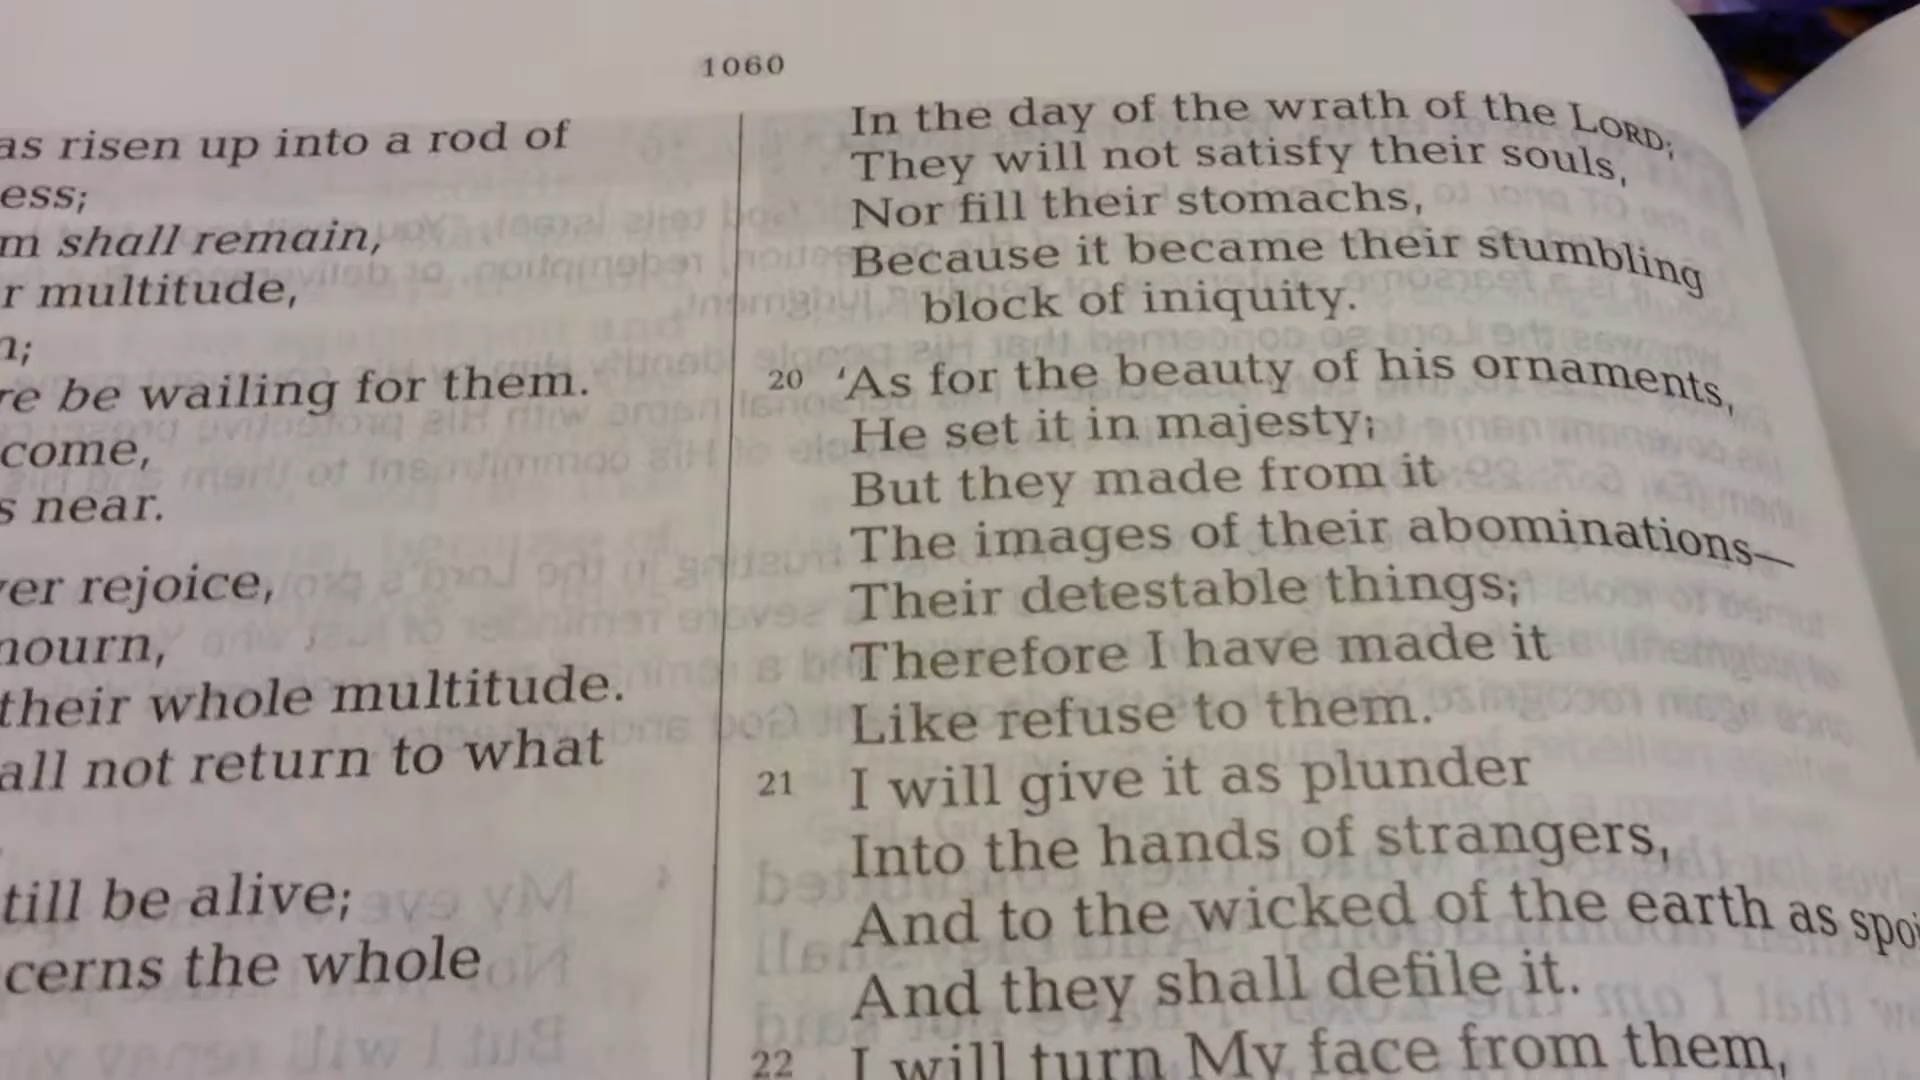 1060
as risen up into a rod of
ess;
m shall remain,
r multitude,
n;
re be wailing for them.
come,
s near.
er rejoice,
mourn,
their whole multitude.
all not return to what
till be alive;
cerns the whole
In the day of the wrath of the LORD;
They will not satisfy their souls,
Nor fill their stomachs,
Because it became their stumbling
block of iniquity.
20 ‘As for the beauty of his ornaments,
He set it in majesty;
But they made from it
The images of their abominations—
Their detestable things;
Therefore I have made it
Like refuse to them.
21 I will give it as plunder
Into the hands of strangers,
And to the wicked of the earth as spoi
And they shall defile it.
22 I will turn My face from them,